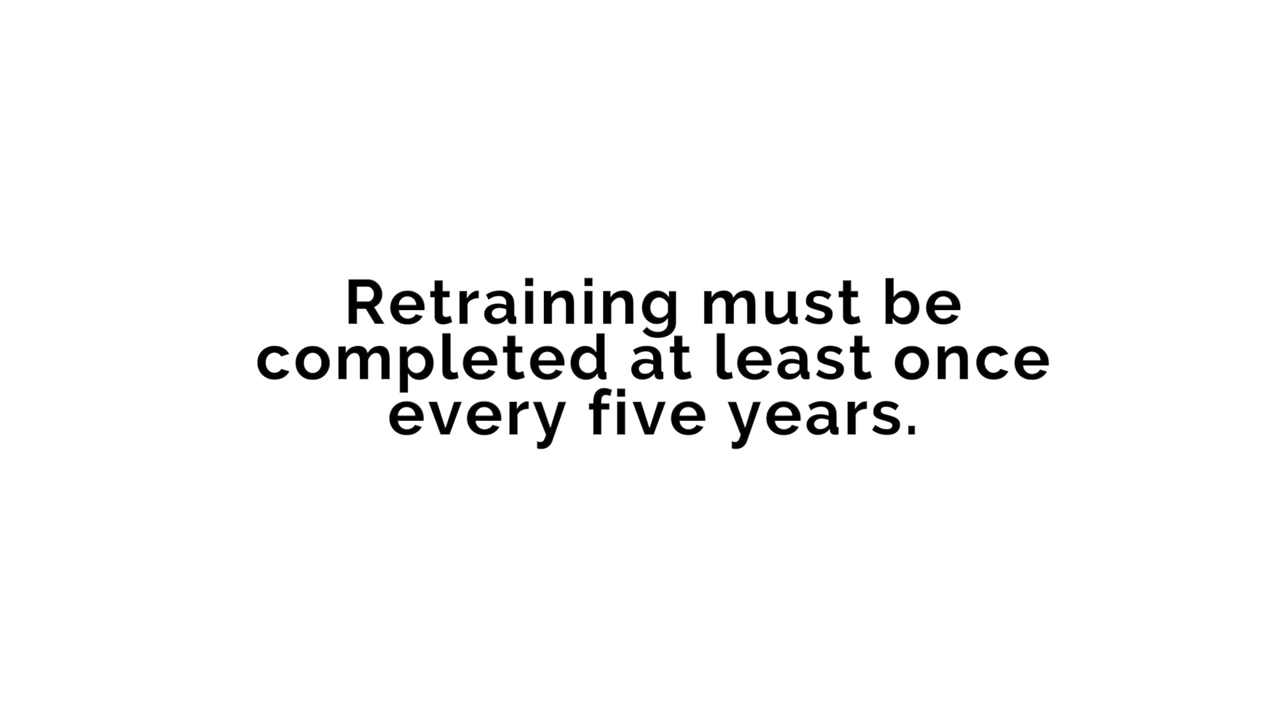 Retraining must be
completed at least once
every five years.